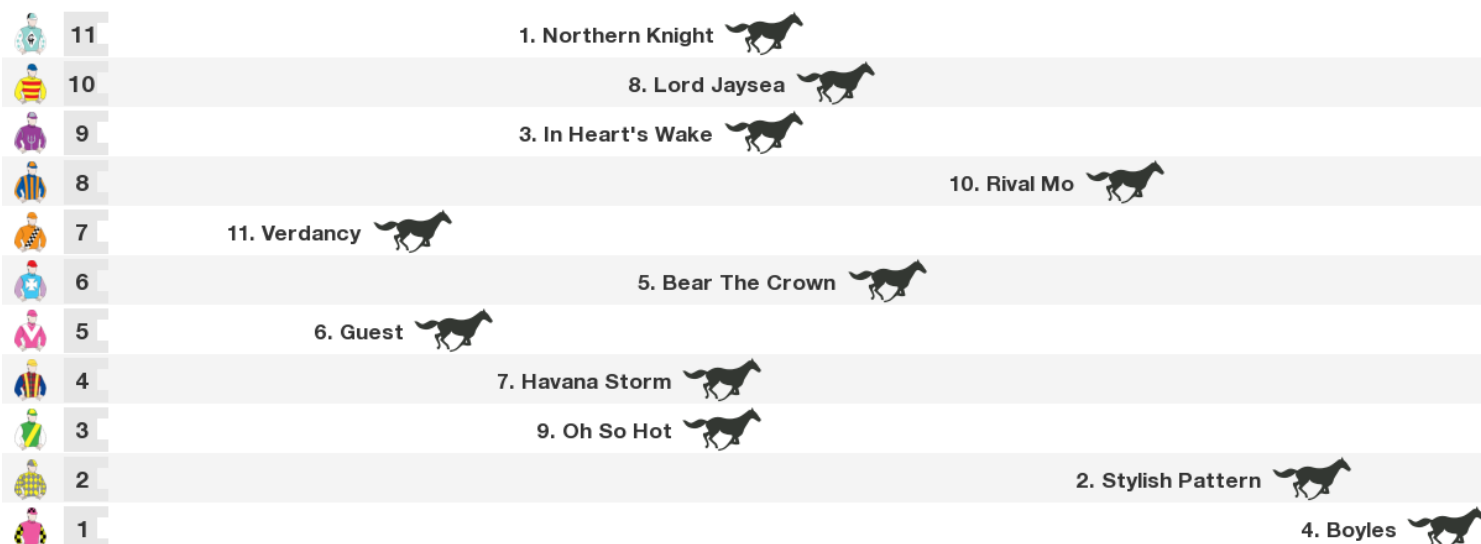 11 1. Northern Knight
10 8. Lord Jaysea
9 3. In Heart's Wake
8 10. Rival Mo
7 11. Verdancy
6 5. Bear The Crown
5 6. Guest
4 7. Havana Storm
3 9. Oh So Hot
2 2. Stylish Pattern
1 4. Boyles